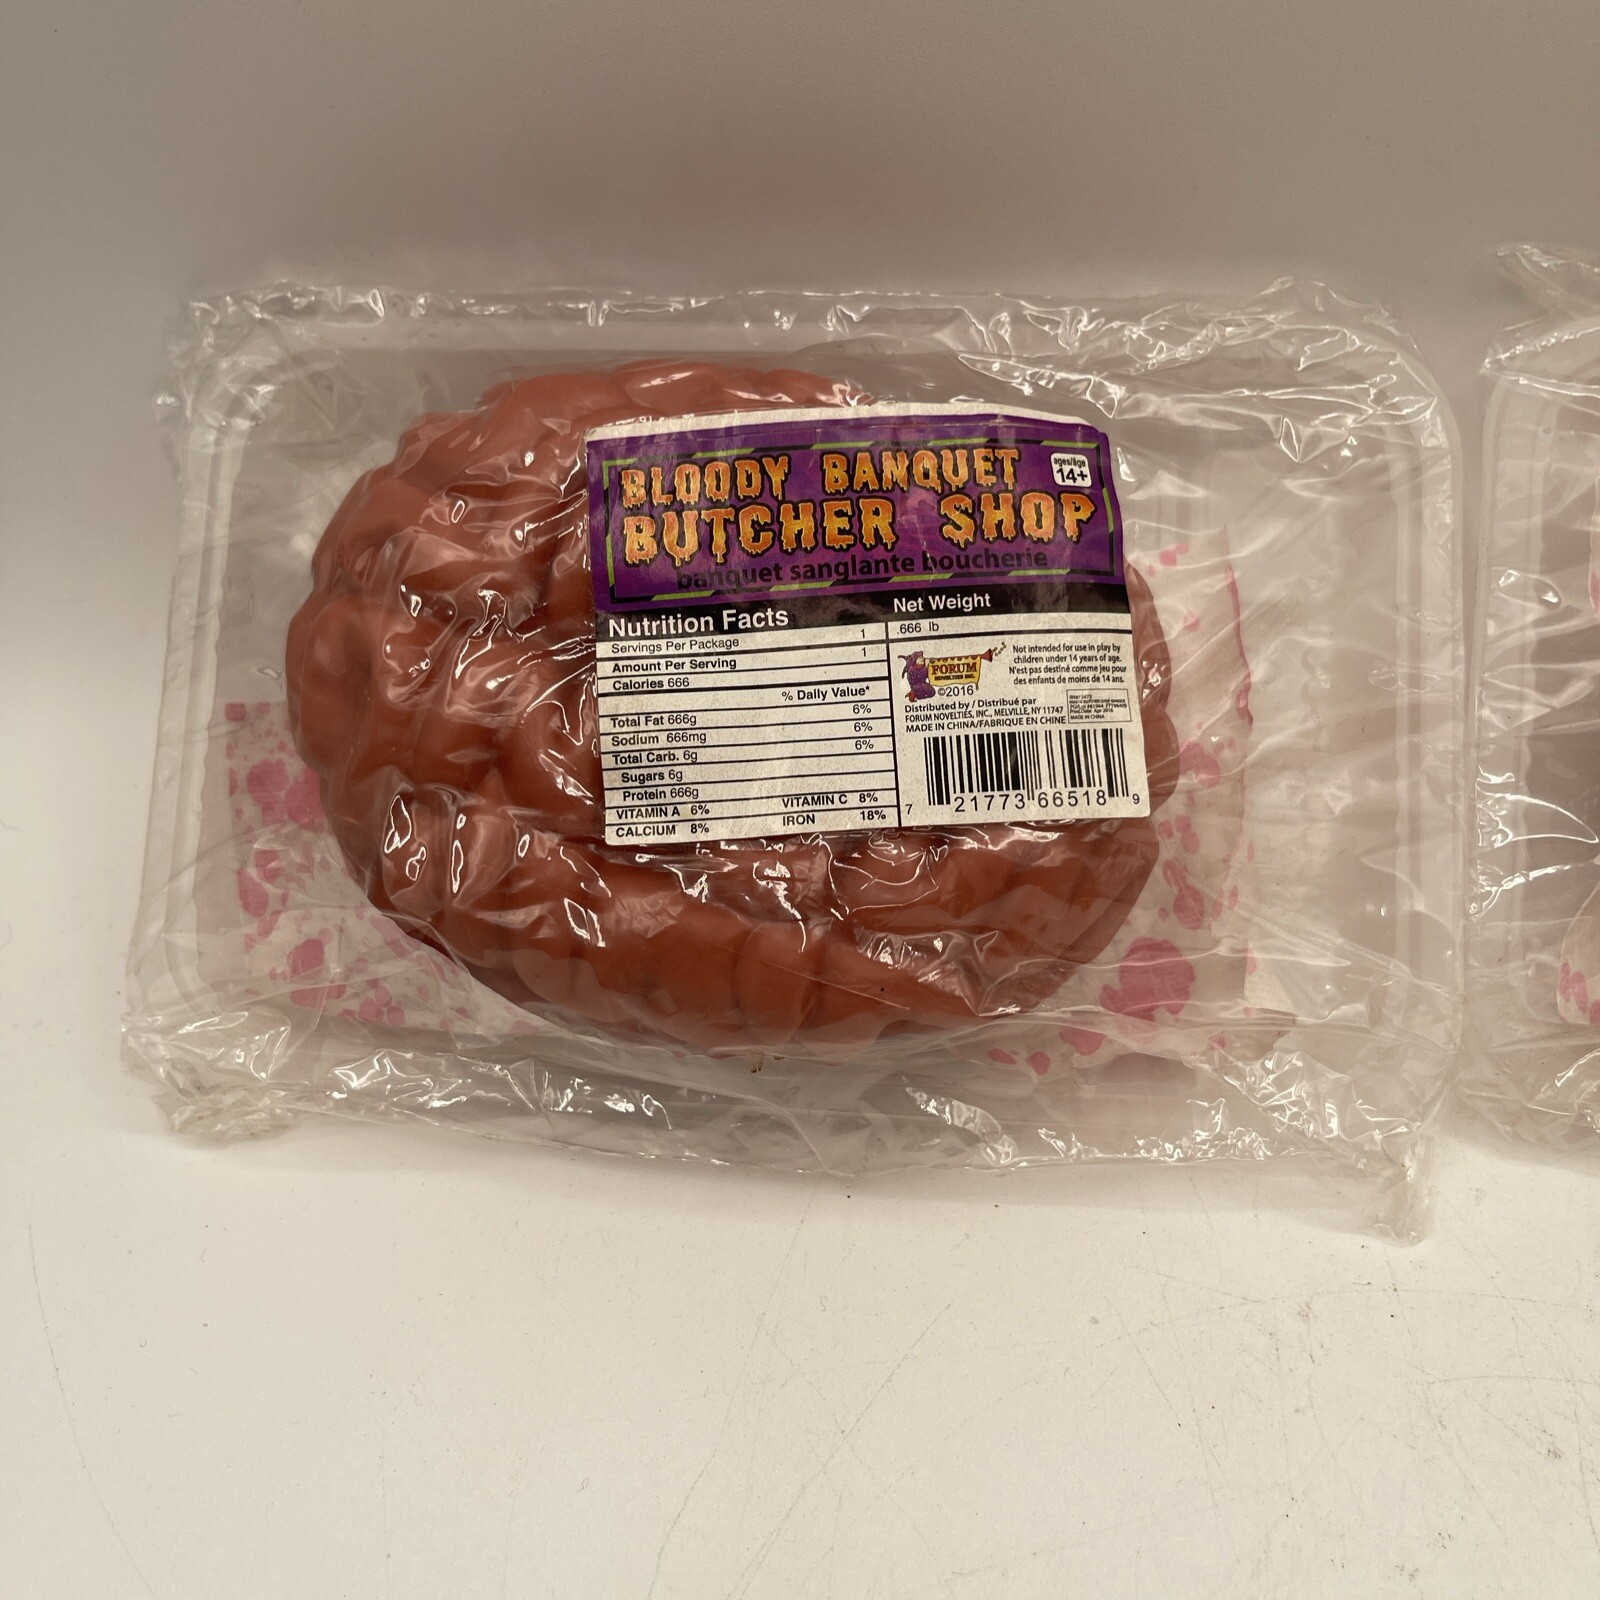 BLOODY BANQUET
BUTCHER SHOP
banquet sanglante boucherie
ages/âge
14+
Nutrition Facts
Servings Per Package 1
Amount Per Serving 1
Calories 666
% Daily Value*
Total Fat 666g 6%
Sodium 666mg 6%
Total Carb. 6g 6%
Sugars 6g
Protein 666g
VITAMIN A 6% VITAMIN C 8%
CALCIUM 8% IRON 18%
Net Weight
.666 lb
FORUM
NOVELTIES INC.
©2016
Not intended for use in play by
children under 14 years of age.
N'est pas destiné comme jeu pour
des enfants de moins de 14 ans.
Distributed by / Distribué par
FORUM NOVELTIES, INC., MELVILLE, NY 11747
MADE IN CHINA/FABRIQUE EN CHINE
MADE IN CHINA
7 21773 66518 9